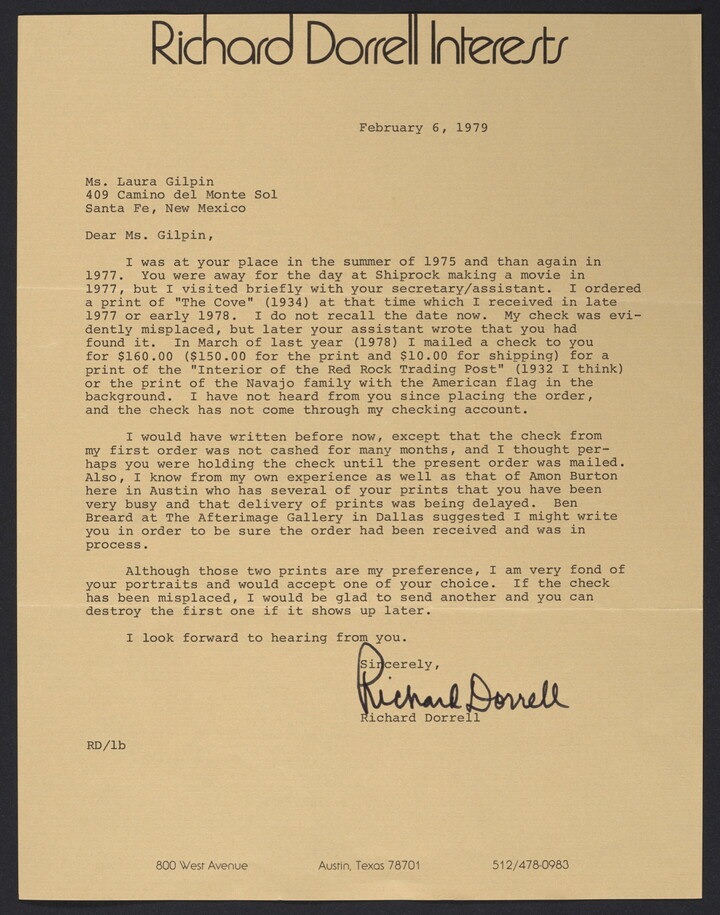 Richard Dorrell Interests
February 6, 1979
Ms. Laura Gilpin
409 Camino del Monte Sol
Santa Fe, New Mexico
Dear Ms. Gilpin,
I was at your place in the summer of 1975 and than again in
1977. You were away for the day at Shiprock making a movie in
1977, but I visited briefly with your secretary/assistant. I ordered
a print of "The Cove" (1934) at that time which I received in late
1977 or early 1978. I do not recall the date now. My check was evi-
dently misplaced, but later your assistant wrote that you had
found it. In March of last year (1978) I mailed a check to you
for $160.00 ($150.00 for the print and $10.00 for shipping) for a
print of the "Interior of the Red Rock Trading Post" (1932 I think)
or the print of the Navajo family with the American flag in the
background. I have not heard from you since placing the order,
and the check has not come through my checking account.
I would have written before now, except that the check from
my first order was not cashed for many months, and I thought per-
haps you were holding the check until the present order was mailed.
Also, I know from my own experience as well as that of Amon Burton
here in Austin who has several of your prints that you have been
very busy and that delivery of prints was being delayed. Ben
Breard at The Afterimage Gallery in Dallas suggested I might write
you in order to be sure the order had been received and was in
process.
Although those two prints are my preference, I am very fond of
your portraits and would accept one of your choice. If the check
has been misplaced, I would be glad to send another and you can
destroy the first one if it shows up later.
I look forward to hearing from you.
Sincerely,
Richard Dorrell
Richard Dorrell
RD/lb
800 West Avenue Austin, Texas 78701 512/478-0983